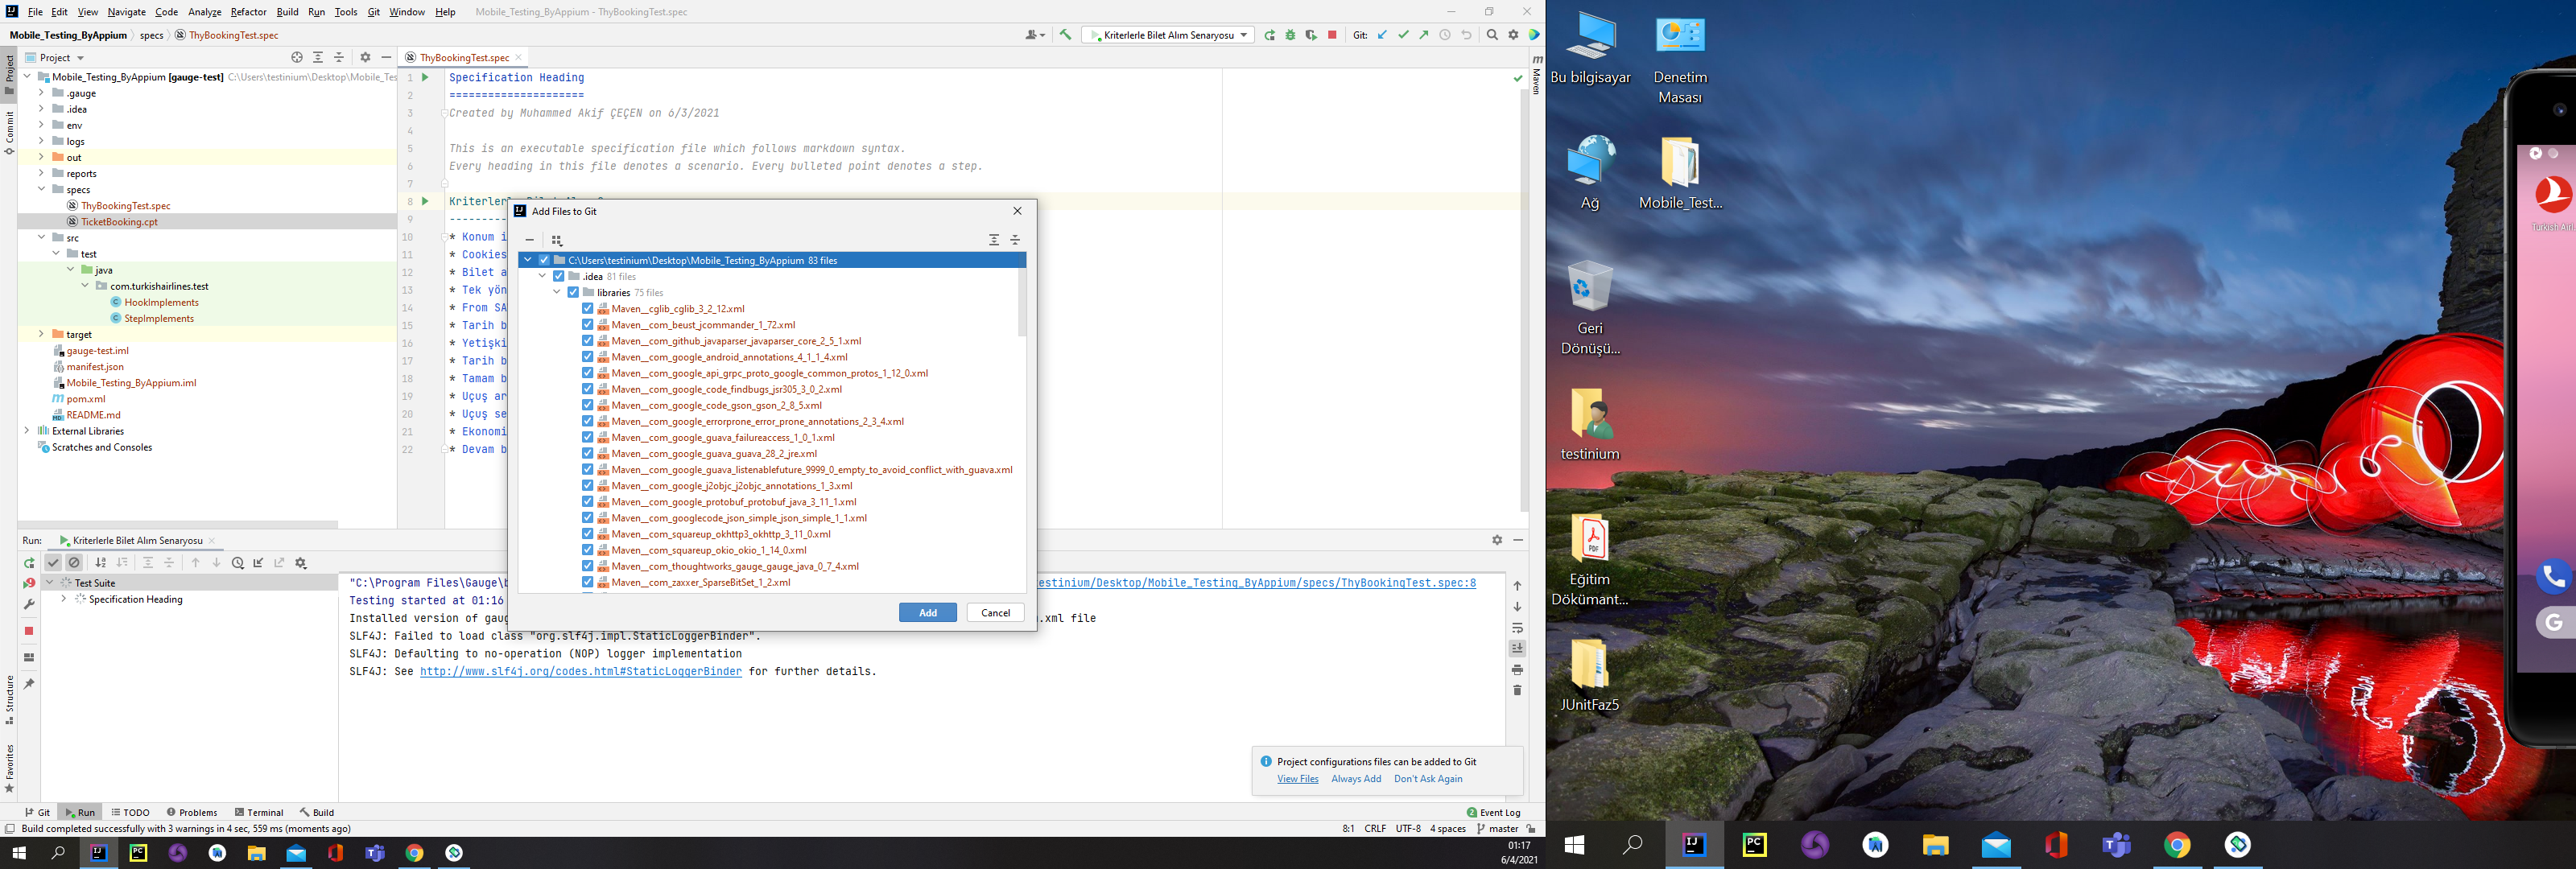 File Edit View Navigate Code Analyze Refactor Build Run Tools Git Window Help Mobile_Testing_ByAppium - ThyBookingTest.spec
Mobile_Testing_ByAppium specs ThyBookingTest.spec
Kriterlerle Bilet Alım Senaryosu
Git:
Project
Mobile_Testing_ByAppium [gauge-test] C:\Users\testinium\Desktop\Mobile_Tes
.gauge
.idea
env
logs
out
reports
specs
ThyBookingTest.spec
TicketBooking.cpt
src
test
java
com.turkishairlines.test
HookImplements
StepImplements
target
gauge-test.iml
manifest.json
Mobile_Testing_ByAppium.iml
pom.xml
README.md
External Libraries
Scratches and Consoles
Project
Commit
Structure
Favorites
Maven
ThyBookingTest.spec
1 Specification Heading
2 =====================
3 Created by Muhammed Akif ÇEÇEN on 6/3/2021
4
5 This is an executable specification file which follows markdown syntax.
6 Every heading in this file denotes a scenario. Every bulleted point denotes a step.
7
8
9 ---------
10 * Konum i
11 * Cookies
12 * Bilet a
13 * Tek yön
14 * From SA
15 * Tarih b
16 * Yetişki
17 * Tarih b
18 * Tamam b
19 * Uçuş ar
20 * Uçuş se
21 * Ekonomi
22 * Devam b
Add Files to Git
C:\Users\testinium\Desktop\Mobile_Testing_ByAppium 83 files
.idea 81 files
libraries 75 files
Maven__cglib_cglib_3_2_12.xml
Maven__com_beust_jcommander_1_72.xml
Maven__com_github_javaparser_javaparser_core_2_5_1.xml
Maven__com_google_android_annotations_4_1_1_4.xml
Maven__com_google_api_grpc_proto_google_common_protos_1_12_0.xml
Maven__com_google_code_findbugs_jsr305_3_0_2.xml
Maven__com_google_code_gson_gson_2_8_5.xml
Maven__com_google_errorprone_error_prone_annotations_2_3_4.xml
Maven__com_google_guava_failureaccess_1_0_1.xml
Maven__com_google_guava_guava_28_2_jre.xml
Maven__com_google_guava_listenablefuture_9999_0_empty_to_avoid_conflict_with_guava.xml
Maven__com_google_j2objc_j2objc_annotations_1_3.xml
Maven__com_google_protobuf_protobuf_java_3_11_1.xml
Maven__com_googlecode_json_simple_json_simple_1_1.xml
Maven__com_squareup_okhttp3_okhttp_3_11_0.xml
Maven__com_squareup_okio_okio_1_14_0.xml
Maven__com_thoughtworks_gauge_gauge_java_0_7_4.xml
Maven__com_zaxxer_SparseBitSet_1_2.xml
Add Cancel
Run: Kriterlerle Bilet Alım Senaryosu
Test Suite
Specification Heading
"C:\Program Files\Gauge\b estinium/Desktop/Mobile_Testing_ByAppium/specs/ThyBookingTest.spec:8
Testing started at 01:16
Installed version of gaug .xml file
SLF4J: Failed to load class "org.slf4j.impl.StaticLoggerBinder".
SLF4J: Defaulting to no-operation (NOP) logger implementation
SLF4J: See http://www.slf4j.org/codes.html#StaticLoggerBinder for further details.
Project configurations files can be added to Git
View Files Always Add Don't Ask Again
Git Run TODO Problems Terminal Build
2 Event Log
Build completed successfully with 3 warnings in 4 sec, 559 ms (moments ago)
8:1 CRLF UTF-8 4 spaces master
01:17
6/4/2021
Bu bilgisayar
Denetim
Masası
Ağ
Mobile_Test...
Geri
Dönüşü...
testinium
PDF
Eğitim
Dökümant...
JUnitFaz5
Turkish Airl